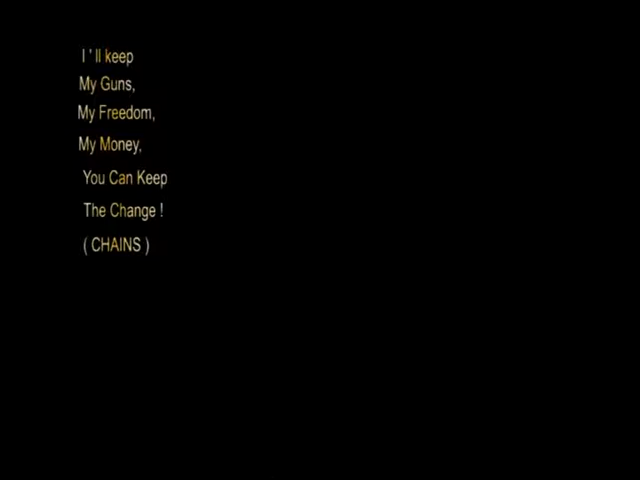 I ' ll keep
My Guns,
My Freedom,
My Money,
You Can Keep
The Change !
( CHAINS )